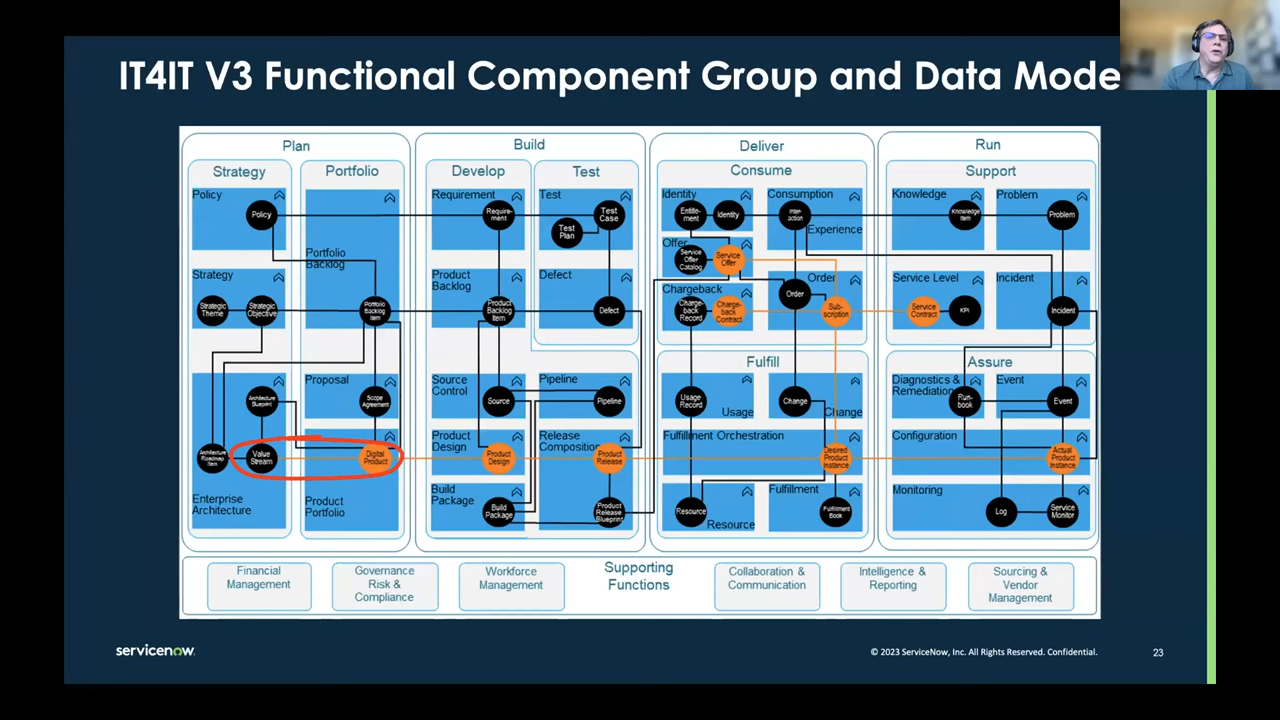 IT4IT V3 Functional Component Group and Data Mode
Plan
Build
Deliver
Run
Strategy
Portfolio
Develop
Test
Consume
Support
Policy
Policy
Portfolio
Backlog
Portfolio
Backlog
Item
Strategy
Strategic
Theme
Strategic
Objective
Architecture
Blueprint
Proposal
Scope
Agreement
Architecture
Roadmap
Item
Value
Stream
Digital
Product
Enterprise
Architecture
Product
Portfolio
Requirement
Require-
ment
Test
Test
Plan
Test
Case
Product
Backlog
Product
Backlog
Item
Defect
Defect
Source
Control
Source
Pipeline
Pipeline
Product
Design
Product
Design
Release
Composition
Product
Release
Build
Package
Build
Package
Product
Release
Blueprint
Identity
Entitle-
ment
Identity
Consumption
Inter-
action
Experience
Offer
Service
Offer
Catalog
Service
Offer
Chargeback
Charge-
back
Record
Charge-
back
Contract
Order
Order
Sub-
scription
Fulfill
Usage
Record
Usage
Change
Change
Fulfillment Orchestration
Desired
Product
Instance
Resource
Resource
Fulfillment
Fulfillment
Book
Knowledge
Knowledge
Item
Problem
Problem
Service Level
Service
Contract
KPI
Incident
Incident
Assure
Diagnostics &
Remediation
Run-
book
Event
Event
Configuration
Actual
Product
Instance
Monitoring
Log
Service
Monitor
Financial
Management
Governance
Risk &
Compliance
Workforce
Management
Supporting
Functions
Collaboration &
Communication
Intelligence &
Reporting
Sourcing &
Vendor
Management
servicenow
© 2023 ServiceNow, Inc. All Rights Reserved. Confidential.
23